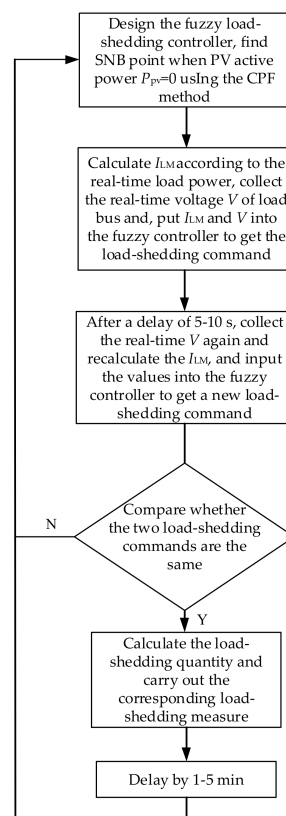 Design the fuzzy load-
shedding controller, find
SNB point when PV active
power Ppv=0 usIng the CPF
method
Calculate ILM according to the
real-time load power, collect
the real-time voltage V of load
bus and, put ILM and V into
the fuzzy controller to get the
load-shedding command
After a delay of 5-10 s, collect
the real-time V again and
recalculate the ILM, and input
the values into the fuzzy
controller to get a new load-
shedding command
Compare whether
the two load-shedding
commands are the
same
N
Y
Calculate the load-
shedding quantity and
carry out the
corresponding load-
shedding measure
Delay by 1-5 min